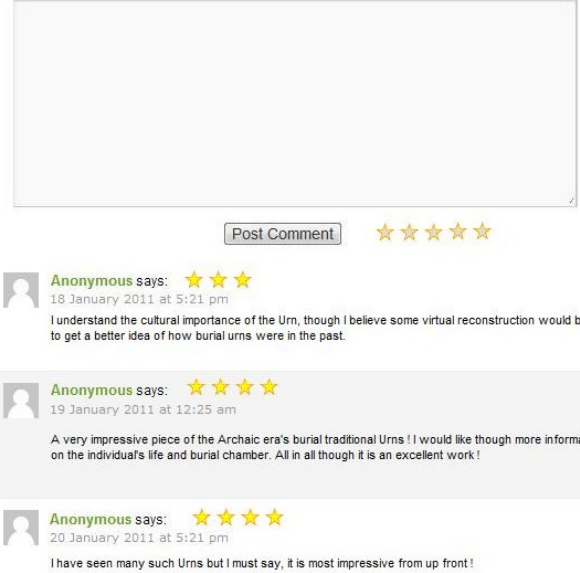 Post Comment
Anonymous says:
18 January 2011 at 5:21 pm
I understand the cultural importance of the Urn, though I believe some virtual reconstruction would
to get a better idea of how burial urns were in the past.
Anonymous says:
19 January 2011 at 12:25 am
A very impressive piece of the Archaic era's burial traditional Urns ! I would like though more
on the individual's life and burial chamber. All in all though it is an excellent work !
Anonymous says:
20 January 2011 at 5:21 pm
I have seen many such Urns but I must say, it is most impressive from up front !